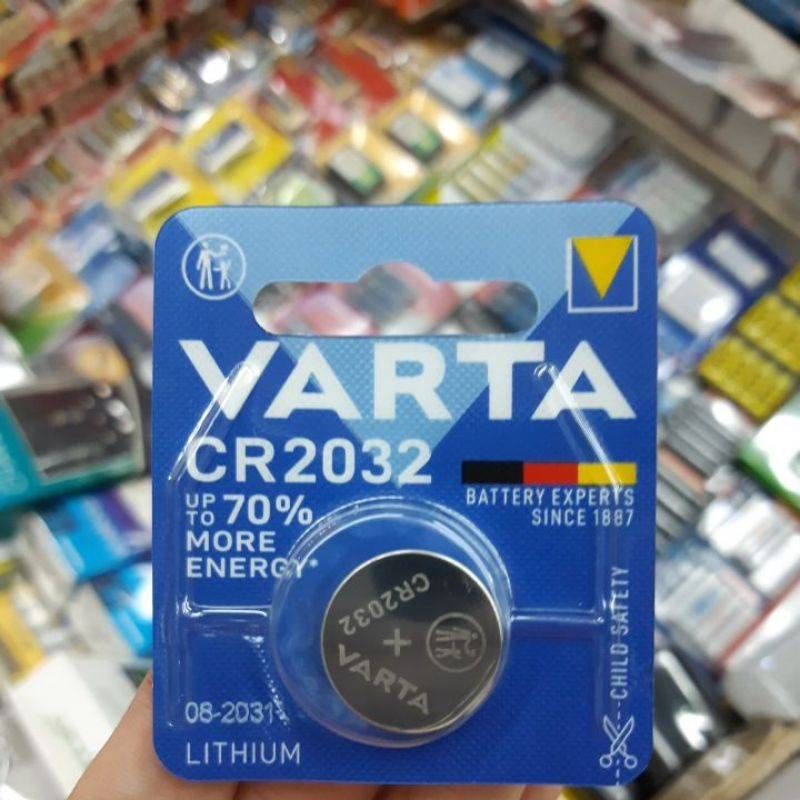 VARTA
CR2032
UP TO 70%
MORE
ENERGY*
BATTERY EXPERTS
SINCE 1887
CR2032
+
VARTA
CHILD SAFETY
08-2031
LITHIUM